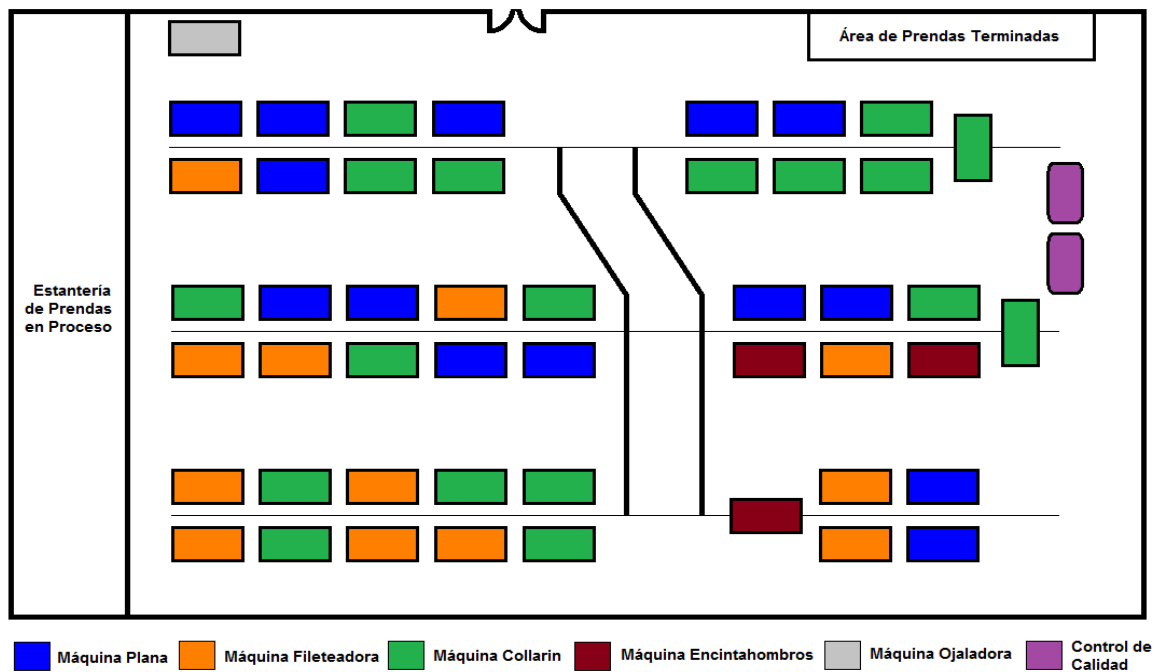 Área de Prendas Terminadas
Estantería
de Prendas
en Proceso
Máquina Plana
Máquina Fileteadora
Máquina Collarin
Máquina Encintahombros
Máquina Ojaladora
Control de
Calidad